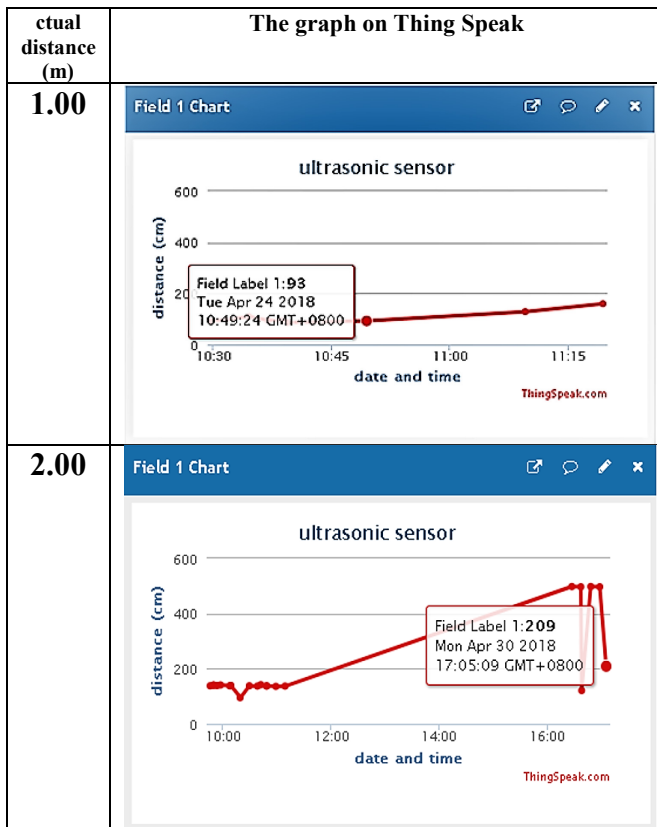 ctual
distance
(m)
The graph on Thing Speak
1.00
Field 1 Chart
ultrasonic sensor
600
400
200
0
distance (cm)
Field Label 1:93
Tue Apr 24 2018
10:49:24 GMT+0800
10:30
10:45
11:00
11:15
date and time
ThingSpeak.com
2.00
Field 1 Chart
ultrasonic sensor
600
400
200
0
distance (cm)
Field Label 1:209
Mon Apr 30 2018
17:05:09 GMT+0800
10:00
12:00
14:00
16:00
date and time
ThingSpeak.com